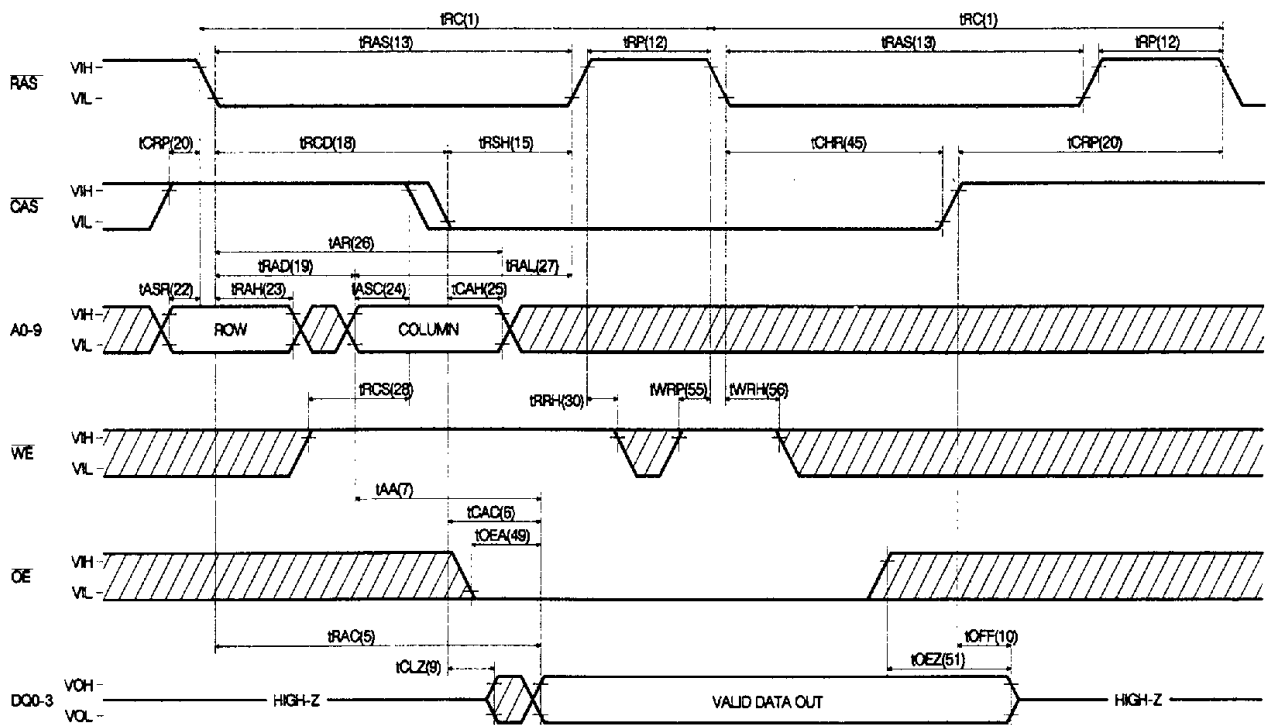 tRC(1) tRC(1)
tRAS(13) tRP(12) tRAS(13) tRP(12)
RAS VIH VIL
tCRP(20) tRCD(18) tRSH(15) tCHR(45) tCRP(20)
CAS VIH VIL
tAR(26)
tRAD(19) tRAL(27)
tASR(22) tRAH(23) tASC(24) tCAH(25)
A0-9 VIH VIL ROW COLUMN
tRCS(28) tRRH(30) tWRP(55) tWRH(56)
WE VIH VIL
tAA(7)
tCAC(6)
tOEA(49)
OE VIH VIL
tRAC(5) tOFF(10)
tCLZ(9) tOEZ(51)
DQ0-3 VOH VOL HIGH-Z VALID DATA OUT HIGH-Z